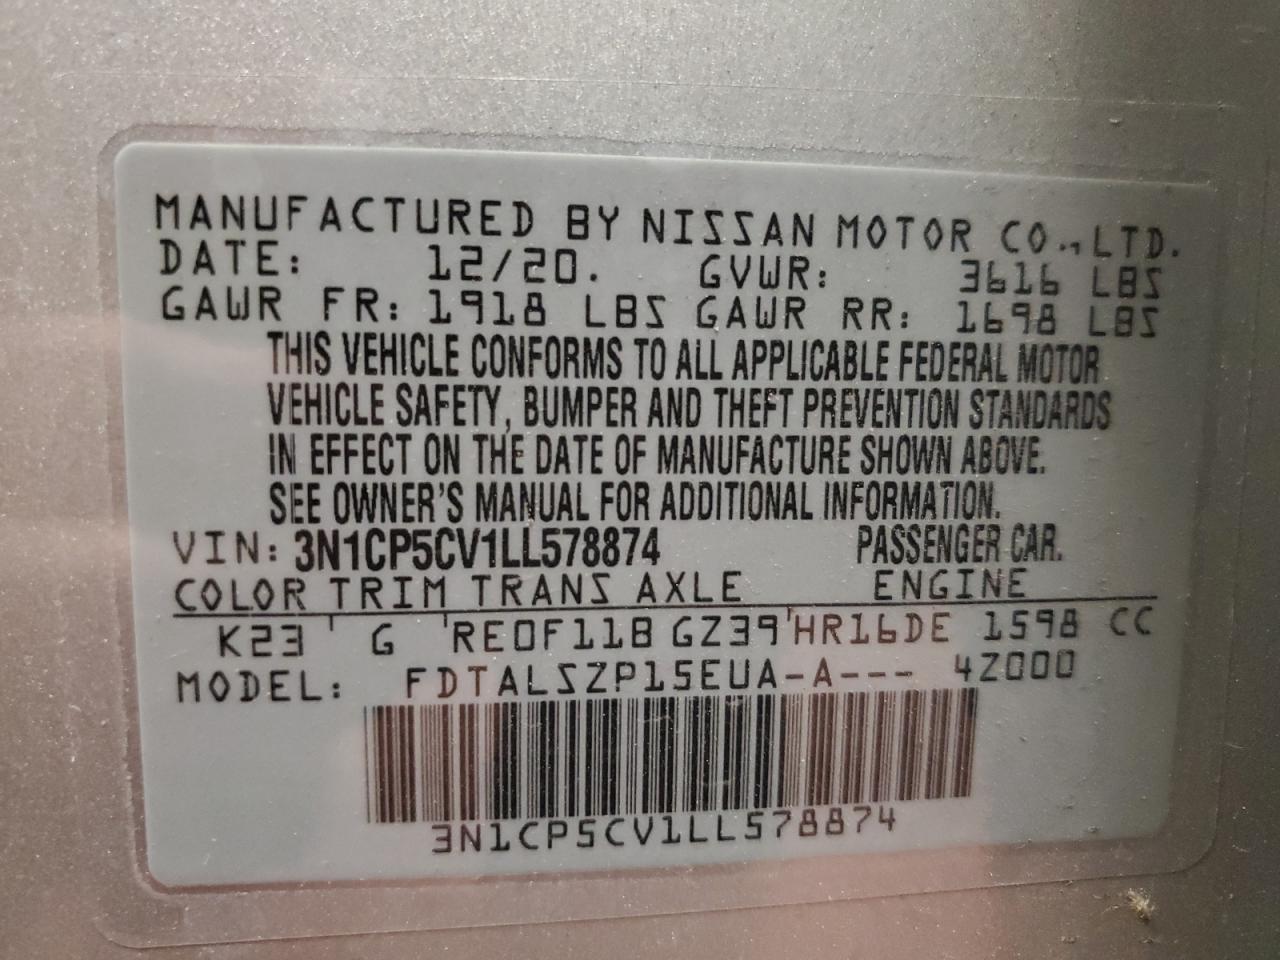 MANUFACTURED BY NISSAN MOTOR CO., LTD.
DATE: 12/20. GVWR: 3616 LBS
GAWR FR: 1918 LBS GAWR RR: 1698 LBS
THIS VEHICLE CONFORMS TO ALL APPLICABLE FEDERAL MOTOR
VEHICLE SAFETY, BUMPER AND THEFT PREVENTION STANDARDS
IN EFFECT ON THE DATE OF MANUFACTURE SHOWN ABOVE.
SEE OWNER'S MANUAL FOR ADDITIONAL INFORMATION.
VIN: 3N1CP5CV1LL578874 PASSENGER CAR.
COLOR TRIM TRANS AXLE ENGINE
K23 ' G 'RE0F11B GZ39'HR16DE 1598 CC
MODEL: FDTALSZP15EUA-A--- 4Z000
3N1CP5CV1LL578874